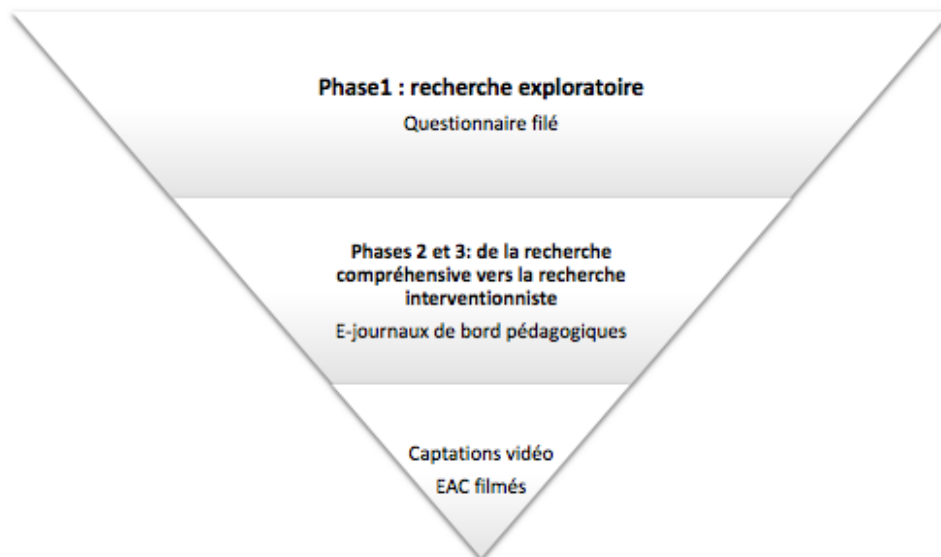 Phase1 : recherche exploratoire
Questionnaire filé
Phases 2 et 3: de la recherche
compréhensive vers la recherche
interventionniste
E-journaux de bord pédagogiques
Captations vidéo
EAC filmés